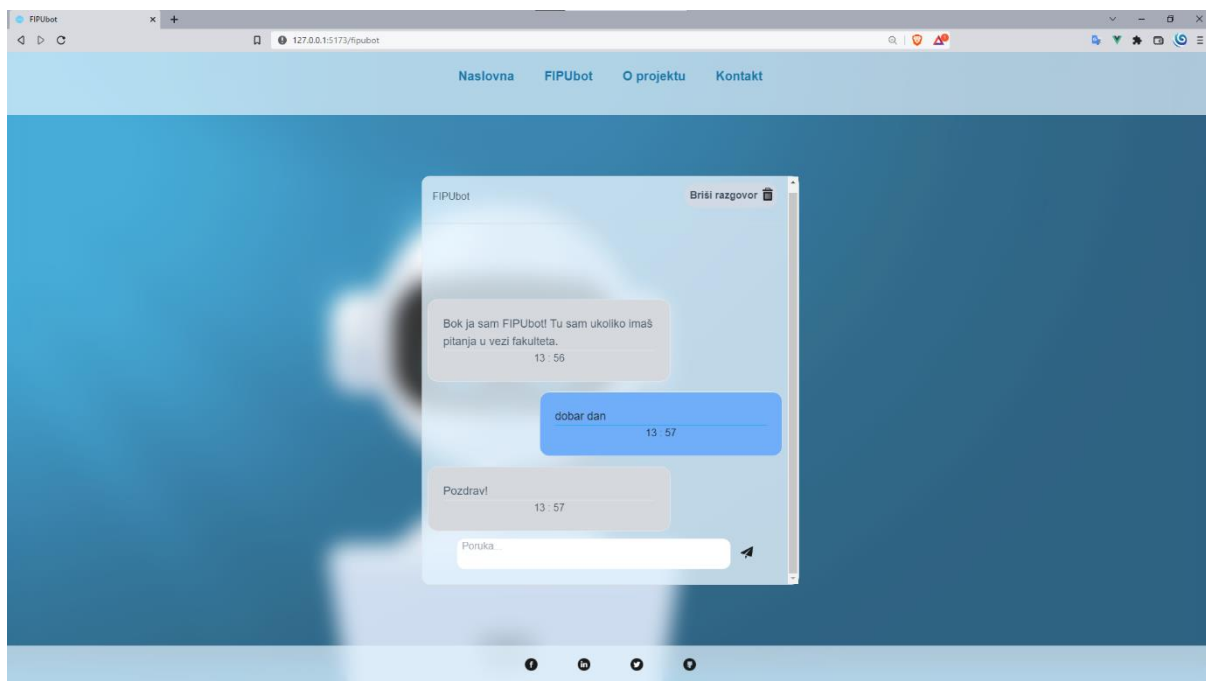 FIPUbot
127.0.0.1:5173/fipubot
Naslovna FIPUbot O projektu Kontakt
FIPUbot Briši razgovor
Bok ja sam FIPUbot! Tu sam ukoliko imaš
pitanja u vezi fakulteta.
13 : 56
dobar dan
13 : 57
Pozdrav!
13 : 57
Poruka...